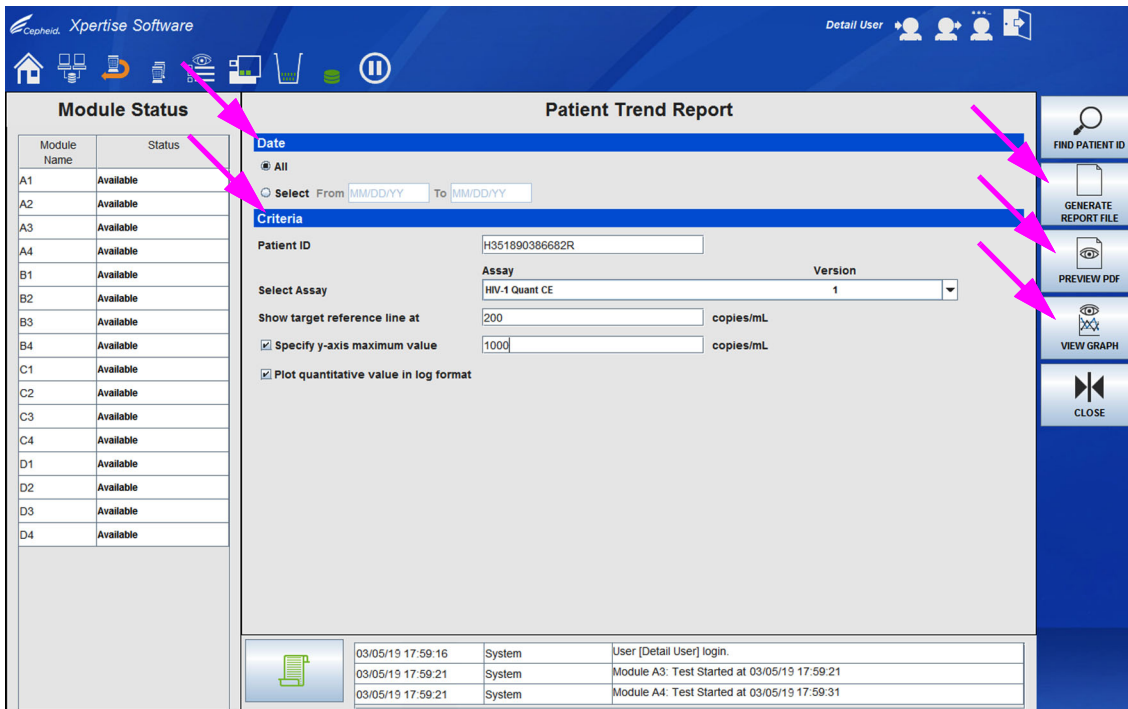 Cepheid. Xpertise Software
Detail User
Module Status
Patient Trend Report
Module Name Status
A1 Available
A2 Available
A3 Available
A4 Available
B1 Available
B2 Available
B3 Available
B4 Available
C1 Available
C2 Available
C3 Available
C4 Available
D1 Available
D2 Available
D3 Available
D4 Available
Date
All
Select From MM/DD/YY To MM/DD/YY
Criteria
Patient ID H351890386682R
Assay Version
Select Assay HIV-1 Quant CE 1
Show target reference line at 200 copies/mL
Specify y-axis maximum value 1000 copies/mL
Plot quantitative value in log format
FIND PATIENT ID
GENERATE
REPORT FILE
PREVIEW PDF
VIEW GRAPH
CLOSE
03/05/19 17:59:16 System User [Detail User] login.
03/05/19 17:59:21 System Module A3: Test Started at 03/05/19 17:59:21
03/05/19 17:59:21 System Module A4: Test Started at 03/05/19 17:59:31